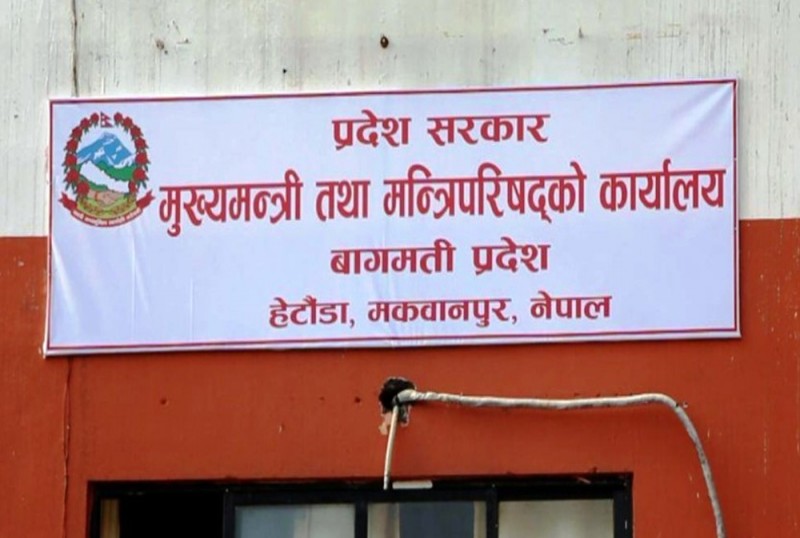 प्रदेश सरकार
मुख्यमन्त्री तथा मन्त्रिपरिषद्को कार्यालय
बागमती प्रदेश
हेटौंडा, मकवानपुर, नेपाल